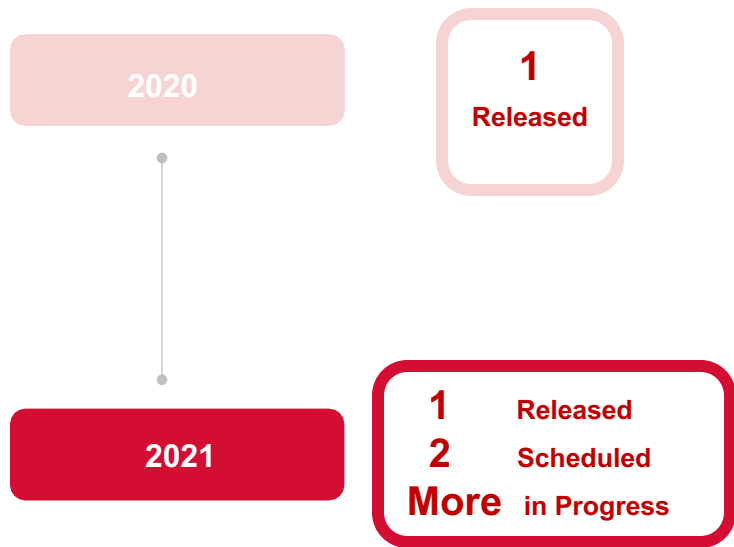 2020
1
Released
2021
1 Released
2 Scheduled
More in Progress